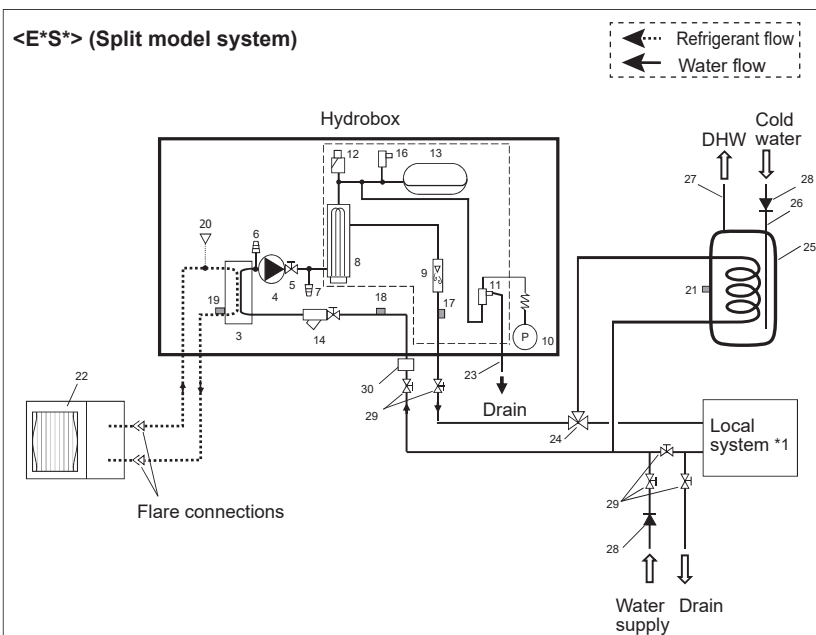 <E*S*> (Split model system)
Refrigerant flow
Water flow
Hydrobox
DHW
Cold
water
12
16
13
27
28
26
20
6
25
8
4
5
7
9
11
21
19
18
17
3
14
10
P
22
30
23
29
Drain
24
Local
system *1
Flare connections
29
28
Water
supply
Drain